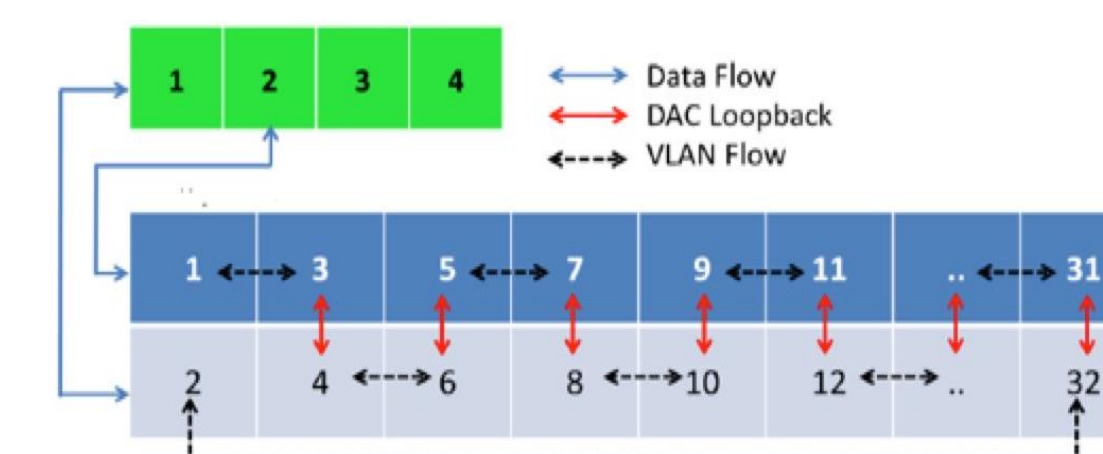 1 2 3 4
Data Flow
DAC Loopback
VLAN Flow
1 3 5 7 9 11 .. 31
2 4 6 8 10 12 .. 32